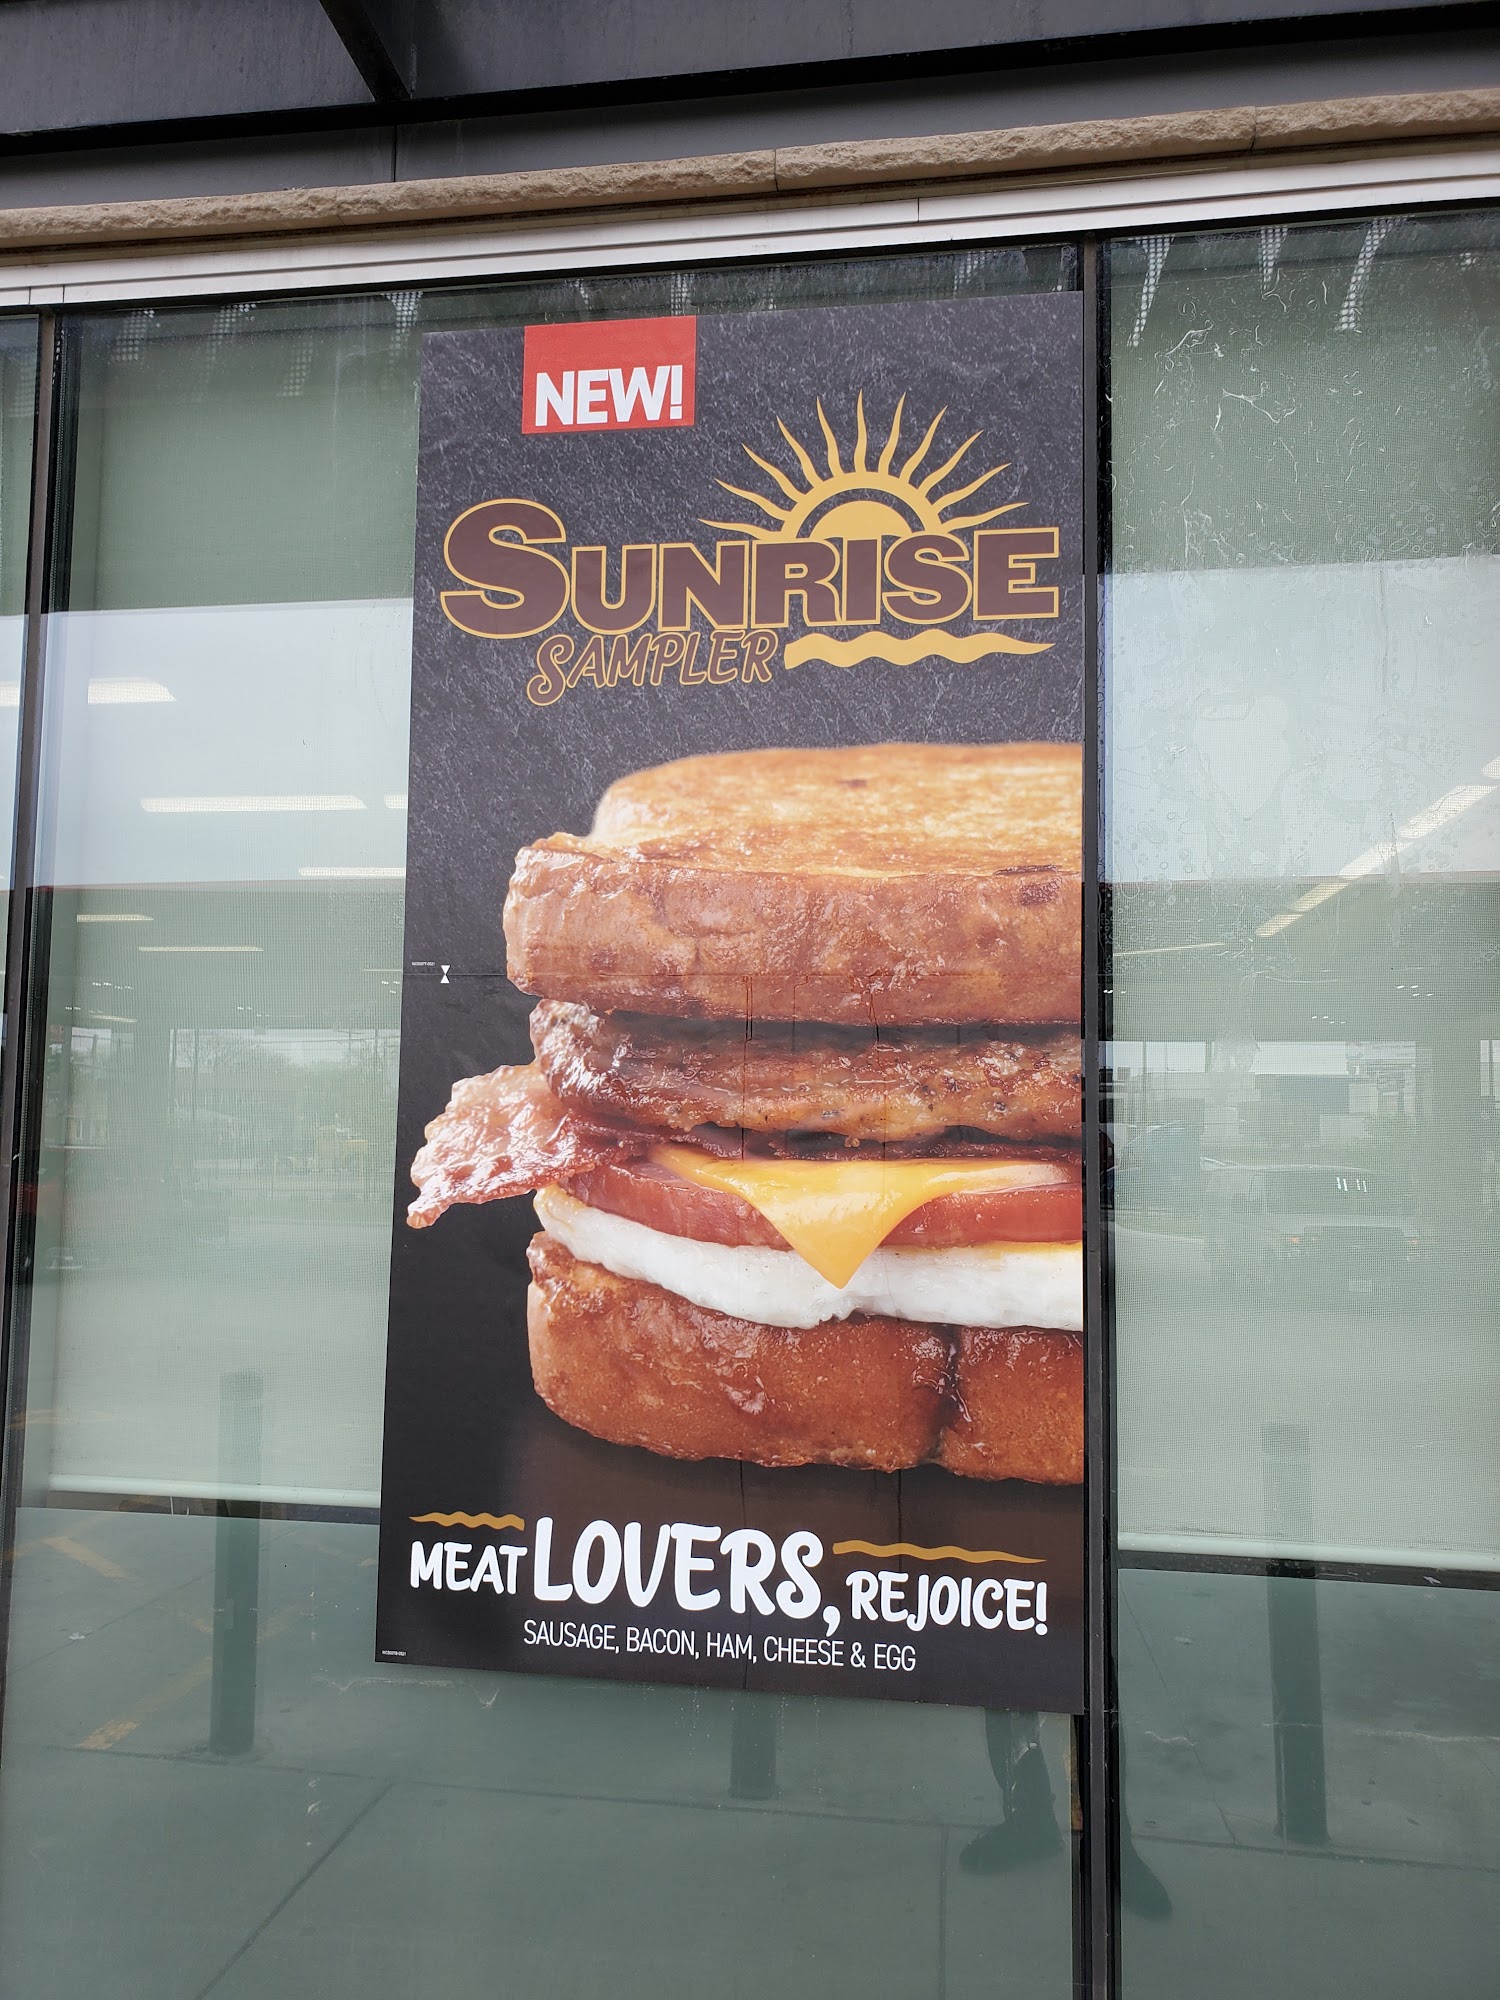 NEW!
SUNRISE
SAMPLER
MEAT LOVERS, REJOICE!
SAUSAGE, BACON, HAM, CHEESE & EGG